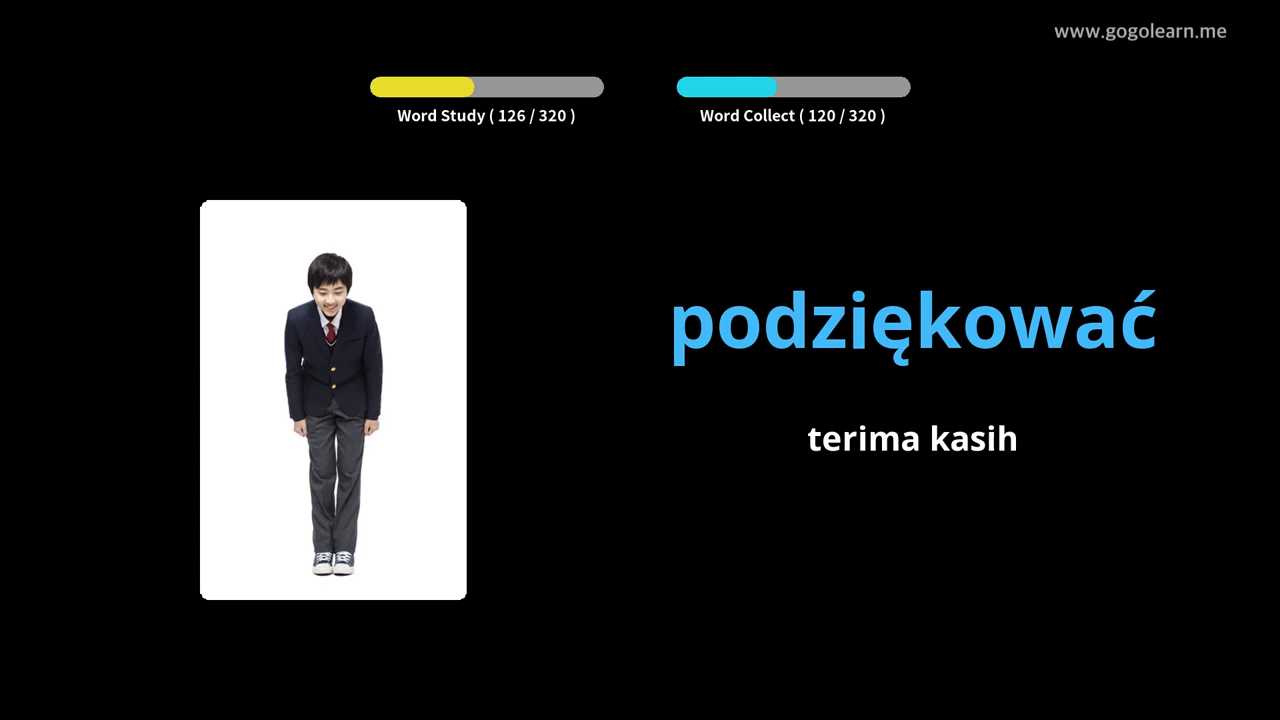 www.gogolearn.me
Word Study ( 126 / 320 )
Word Collect ( 120 / 320 )
podziękować
terima kasih